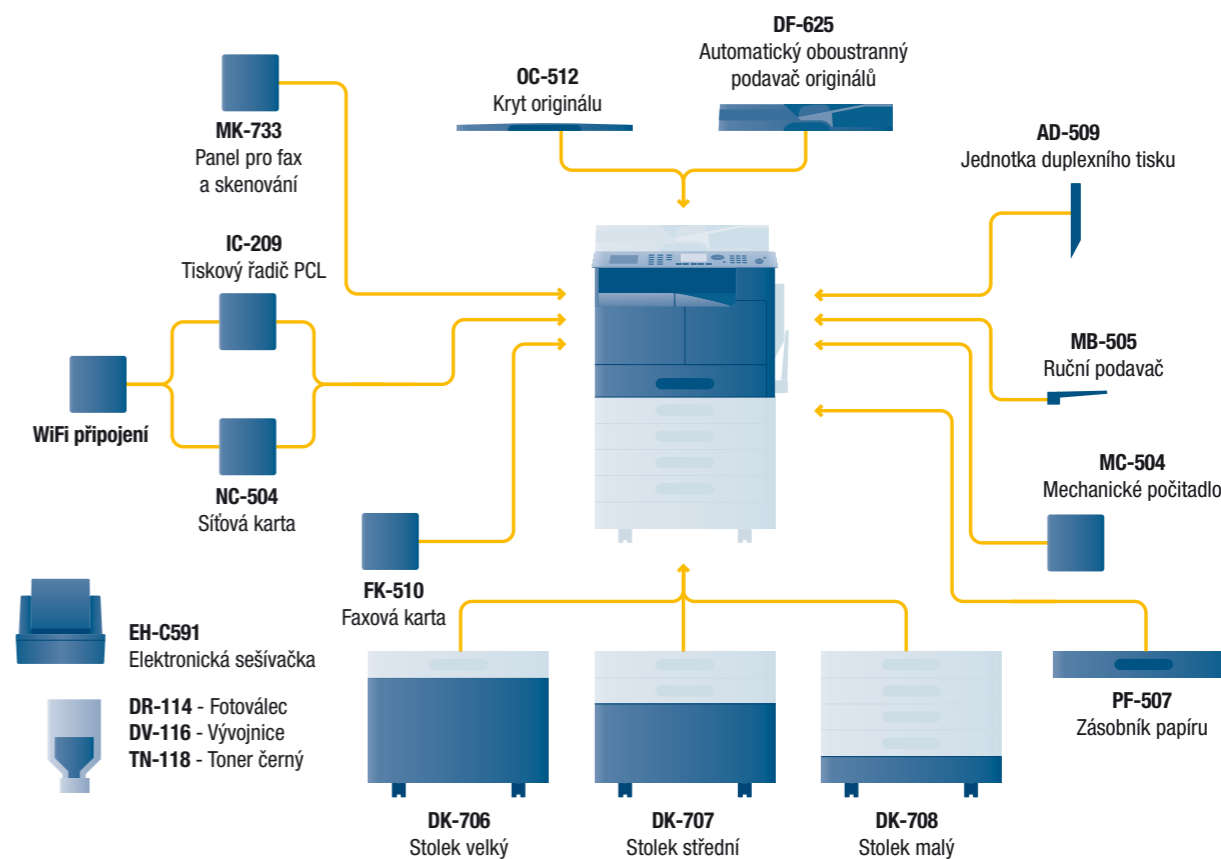 DF-625
Automatický oboustranný
podavač originálů
OC-512
Kryt originálu
MK-733
Panel pro fax
a skenování
AD-509
Jednotka duplexního tisku
IC-209
Tiskový řadič PCL
MB-505
Ruční podavač
WiFi připojení
NC-504
Síťová karta
MC-504
Mechanické počitadlo
FK-510
Faxová karta
EH-C591
Elektronická sešívačka
DR-114 - Fotoválec
DV-116 - Vývojnice
TN-118 - Toner černý
PF-507
Zásobník papíru
DK-706
Stolek velký
DK-707
Stolek střední
DK-708
Stolek malý